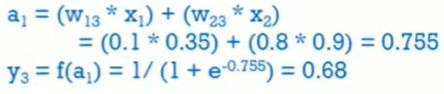 a₁ = (w₁₃ * x₁) + (w₂₃ * x₂)
= (0.1 * 0.35) + (0.8 * 0.9) = 0.755
y₃ = f(a₁) = 1/ (1 + e⁻⁰·⁷⁵⁵) = 0.68